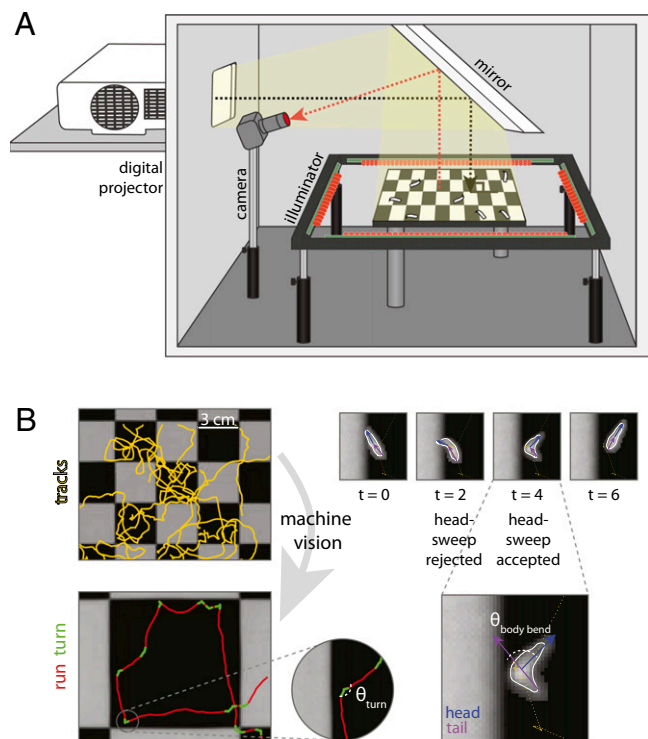 A
mirror
digital
projector
camera
illuminator
B
3 cm
tracks
machine
vision
t = 0
t = 2
t = 4
t = 6
head-
sweep
rejected
head-
sweep
accepted
run turn
θturn
θbody bend
head
tail